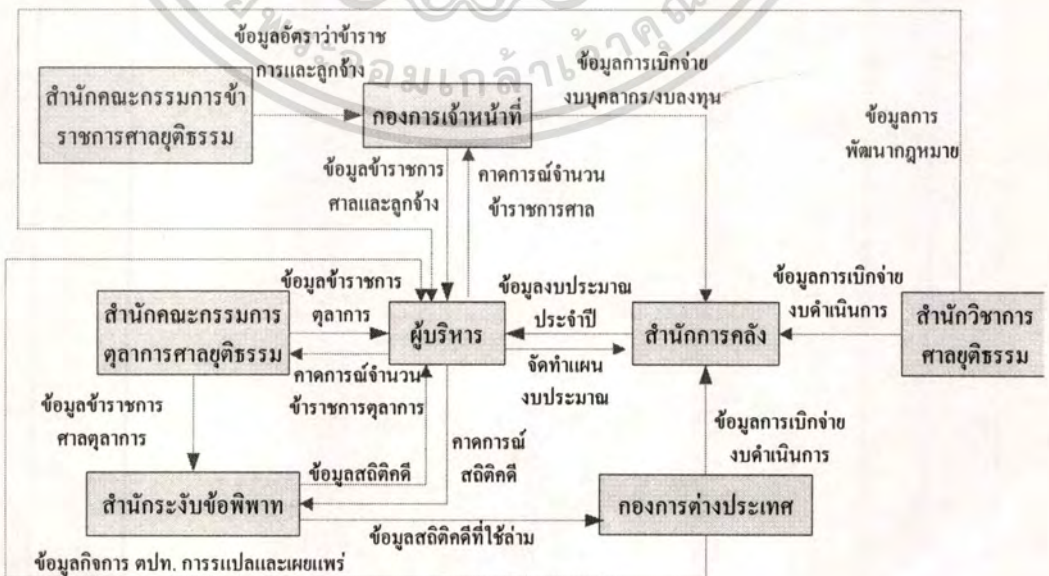 พระจอมเกล้าเจ้าคุณ
ข้อมูลอัตราว่าข้าราช
การและลูกจ้าง
สำนักคณะกรรมการข้า
ราชการศาลยุติธรรม
กองการเจ้าหน้าที่
ข้อมูลการเบิกจ่าย
งบบุคลากร/งบลงทุน
ข้อมูลการ
พัฒนากฎหมาย
ข้อมูลข้าราชการ
ศาลและลูกจ้าง
คาดการณ์จำนวน
ข้าราชการศาล
สำนักคณะกรรมการ
ตุลาการศาลยุติธรรม
ข้อมูลข้าราชการ
ตุลาการ
ผู้บริหาร
ข้อมูลงบประมาณ
ประจำปี
สำนักการคลัง
ข้อมูลการเบิกจ่าย
งบดำเนินการ
สำนักวิชาการ
ศาลยุติธรรม
คาดการณ์จำนวน
ข้าราชการตุลาการ
จัดทำแผน
งบประมาณ
ข้อมูลข้าราชการ
ศาลตุลาการ
คาดการณ์
สถิติคดี
ข้อมูลการเบิกจ่าย
งบดำเนินการ
สำนักระงับข้อพิพาท
ข้อมูลสถิติคดี
กองการต่างประเทศ
ข้อมูลสถิติคดีที่ใช้ล่าม
ข้อมูลกิจการ ตปท. การรแปลและเผยแพร่